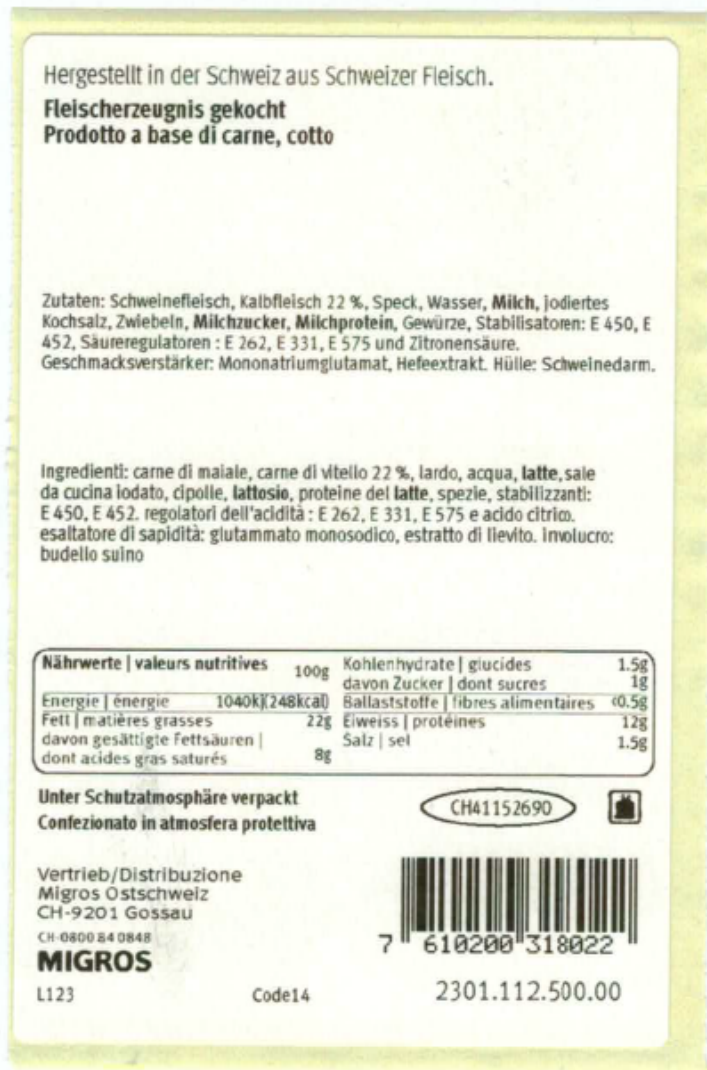 Hergestellt in der Schweiz aus Schweizer Fleisch.
Fleischerzeugnis gekocht
Prodotto a base di carne, cotto
Zutaten: Schweinefleisch, Kalbfleisch 22 %, Speck, Wasser, Milch, jodiertes
Kochsalz, Zwiebeln, Milchzucker, Milchprotein, Gewürze, Stabilisatoren: E 450, E
452, Säureregulatoren : E 262, E 331, E 575 und Zitronensäure.
Geschmacksverstärker: Mononatriumglutamat, Hefeextrakt. Hülle: Schweinedarm.
Ingredienti: carne di maiale, carne di vitello 22 %, lardo, acqua, latte, sale
da cucina iodato, cipolle, lattosio, proteine del latte, spezie, stabilizzanti:
E 450, E 452. regolatori dell'acidità : E 262, E 331, E 575 e acido citrico.
esaltatore di sapidità: glutammato monosodico, estratto di lievito. Involucro:
budello suino
Nährwerte | valeurs nutritives 100g
Energie | énergie 1040kJ(248kcal)
Fett | matières grasses 22g
davon gesättigte Fettsäuren |
dont acides gras saturés 8g
Kohlenhydrate | glucides 1.5g
davon Zucker | dont sucres 1g
Ballaststoffe | fibres alimentaires <0.5g
Eiweiss | protéines 12g
Salz | sel 1.5g
Unter Schutzatmosphäre verpackt
Confezionato in atmosfera protettiva
CH41152690
Vertrieb/Distribuzione
Migros Ostschweiz
CH-9201 Gossau
CH-0800 84 0848
MIGROS
L123 Code14
7 610200 318022
2301.112.500.00